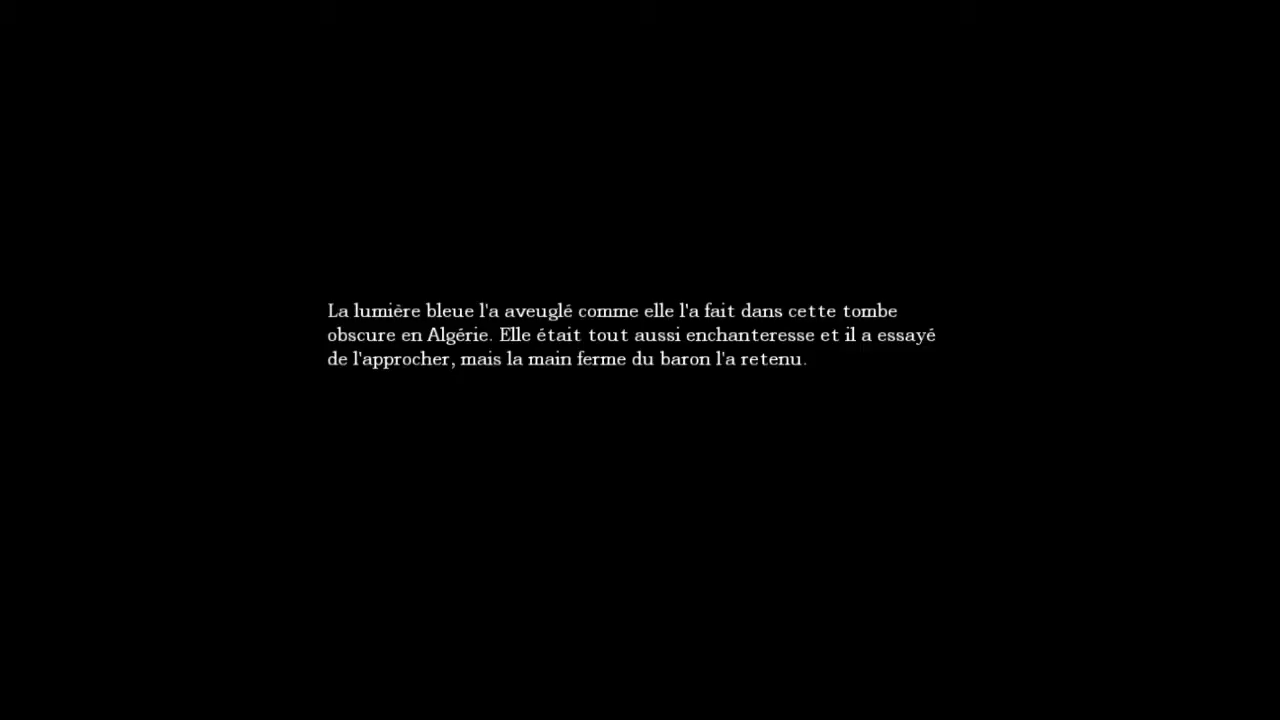 La lumière bleue l'a aveuglé comme elle l'a fait dans cette tombe
obscure en Algérie. Elle était tout aussi enchanteresse et il a essayé
de l'approcher, mais la main ferme du baron l'a retenu.